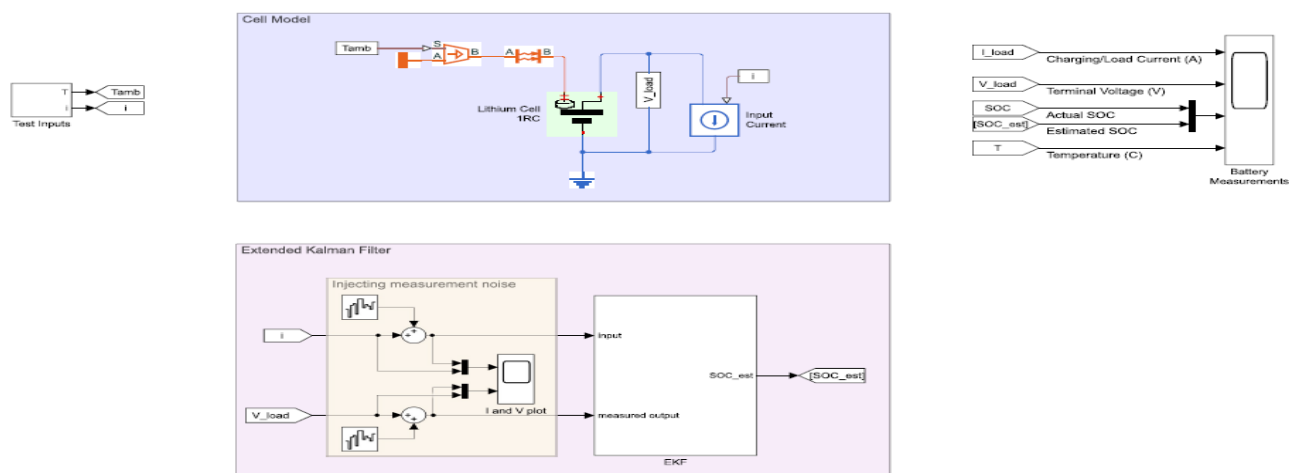 Cell Model
Tamb
S
A
B
A
B
i
V_load
Lithium Cell
1RC
Input
Current
T
i
Tamb
i
Test Inputs
I_load
Charging/Load Current (A)
V_load
Terminal Voltage (V)
SOC
Actual SOC
[SOC_est]
Estimated SOC
T
Temperature (C)
Battery
Measurements
Extended Kalman Filter
Injecting measurement noise
i
input
SOC_est
[SOC_est]
V_load
I and V plot
measured output
EKF